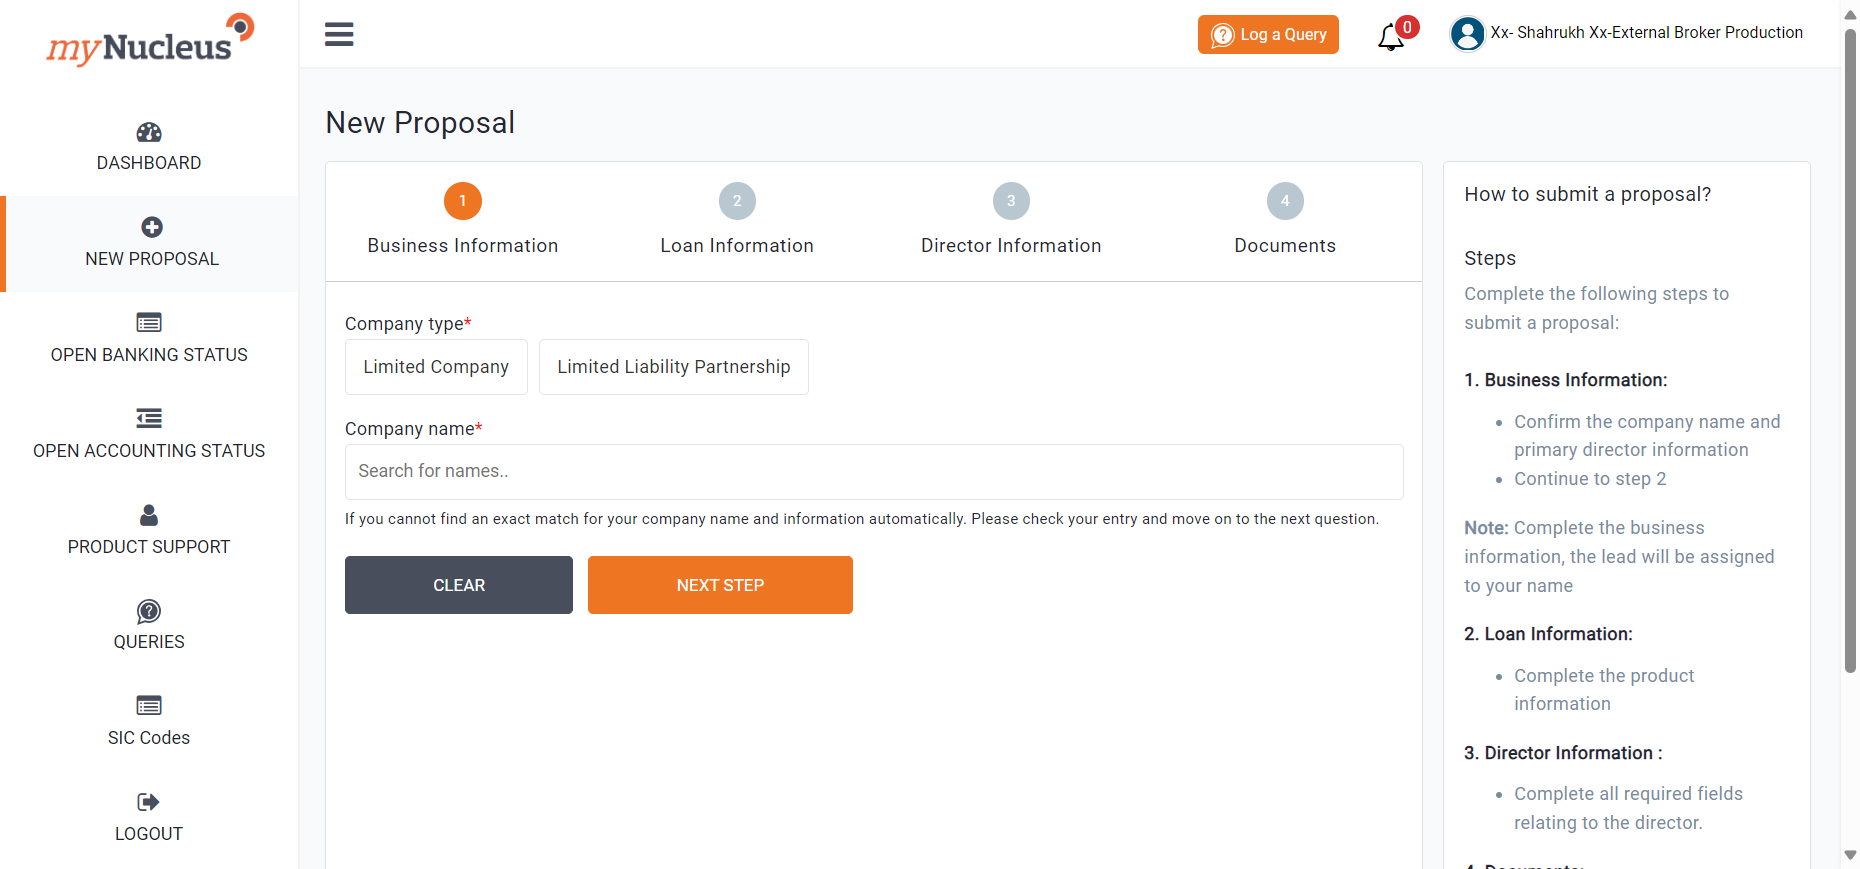 myNucleus
DASHBOARD
NEW PROPOSAL
OPEN BANKING STATUS
OPEN ACCOUNTING STATUS
PRODUCT SUPPORT
QUERIES
SIC Codes
LOGOUT
Log a Query
0
Xx- Shahrukh Xx-External Broker Production
New Proposal
1
Business Information
2
Loan Information
3
Director Information
4
Documents
Company type*
Limited Company
Limited Liability Partnership
Company name*
Search for names..
If you cannot find an exact match for your company name and information automatically. Please check your entry and move on to the next question.
CLEAR
NEXT STEP
How to submit a proposal?
Steps
Complete the following steps to
submit a proposal:
1. Business Information:
• Confirm the company name and
primary director information
• Continue to step 2
Note: Complete the business
information, the lead will be assigned
to your name
2. Loan Information:
• Complete the product
information
3. Director Information :
• Complete all required fields
relating to the director.
4. Documents: